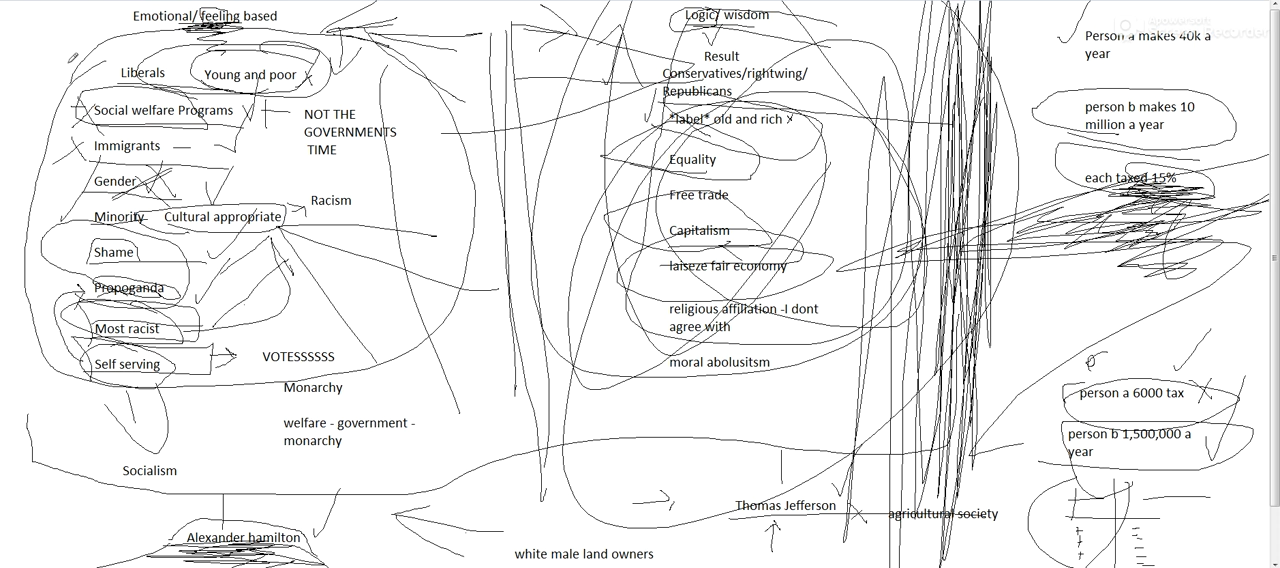 Emotional/ feeling based
Liberals
Young and poor
Social welfare Programs
NOT THE
GOVERNMENTS
TIME
Immigrants
Gender
Racism
Minority
Cultural appropriate
Shame
Propoganda
Most racist
Self serving
VOTESSSSSS
Monarchy
welfare - government -
monarchy
Socialism
Alexander hamilton
Logic/ wisdom
Result
Conservatives/rightwing/
Republicans
*label* old and rich
Equality
Free trade
Capitalism
laiseze fair economy
religious affiliation -I dont
agree with
moral abolusitsm
Thomas Jefferson
agricultural society
white male land owners
Person a makes 40k a
year
person b makes 10
million a year
each taxed 15%
person a 6000 tax
person b 1,500,000 a
year